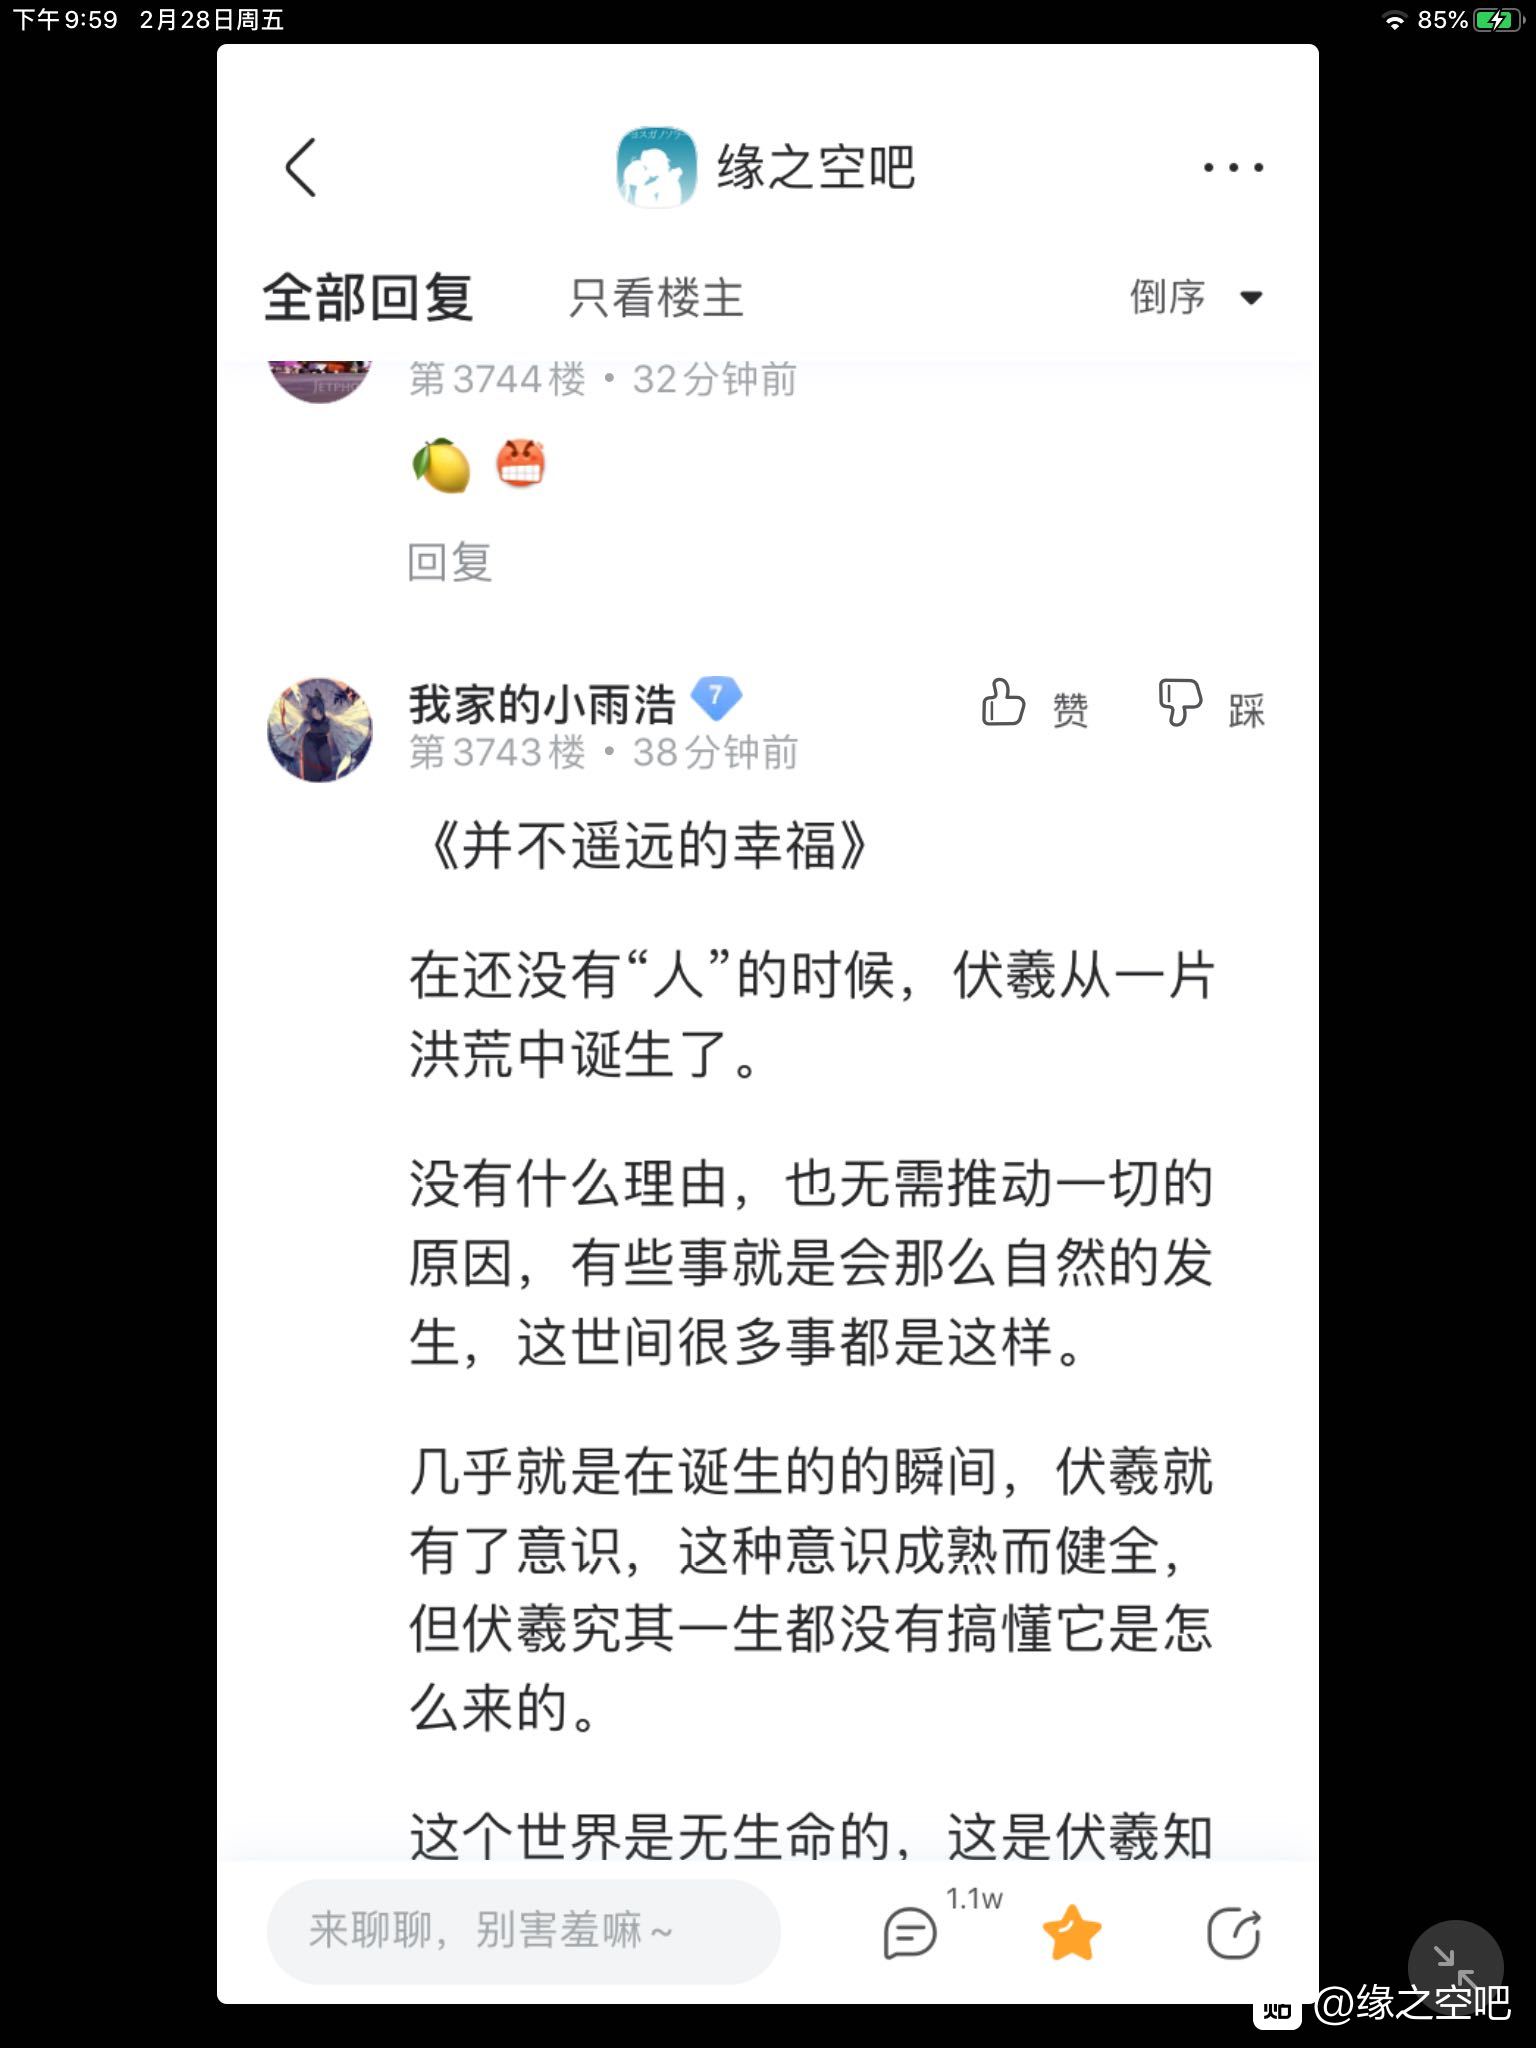 下午9:59 2月28日周五 85%
ヨスガノソラ
缘之空吧
全部回复 只看楼主 倒序
JETPHO
第3744楼・32分钟前
回复
我家的小雨浩 7 赞 踩
第3743楼・38分钟前
《并不遥远的幸福》
在还没有“人”的时候，伏羲从一片
洪荒中诞生了。
没有什么理由，也无需推动一切的
原因，有些事就是会那么自然的发
生，这世间很多事都是这样。
几乎就是在诞生的的瞬间，伏羲就
有了意识，这种意识成熟而健全，
但伏羲究其一生都没有搞懂它是怎
么来的。
这个世界是无生命的，这是伏羲知
来聊聊，别害羞嘛~ 1.1w
贴 @缘之空吧